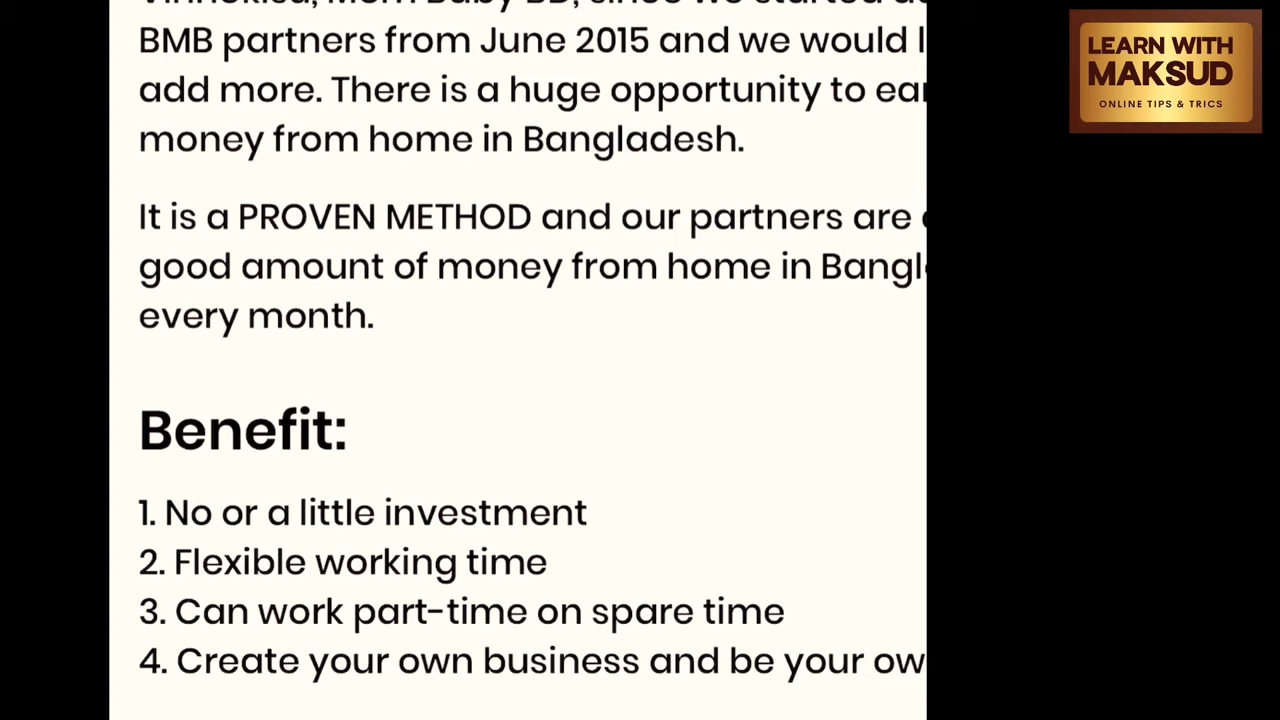 BMB partners from June 2015 and we would
add more. There is a huge opportunity to
money from home in Bangladesh.
It is a PROVEN METHOD and our partners are
good amount of money from home in
every month.
Benefit:
1. No or a little investment
2. Flexible working time
3. Can work part-time on spare time
4. Create your own business and be your
LEARN WITH
MAKSUD
ONLINE TIPS & TRICS